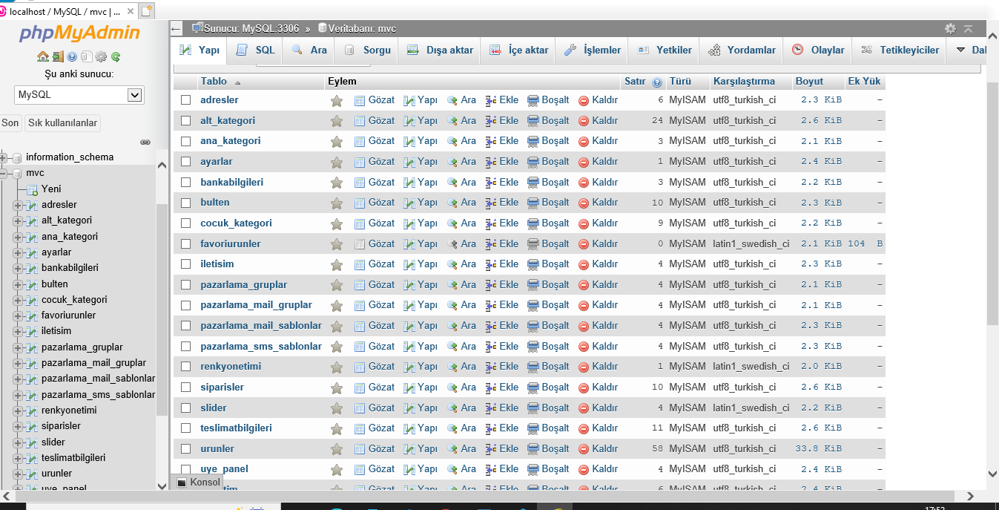 localhost / MySQL / mvc | ...
phpMyAdmin
Şu anki sunucu:
MySQL
Son Sık kullanılanlar
information_schema
mvc
Yeni
adresler
alt_kategori
ana_kategori
ayarlar
bankabilgileri
bulten
cocuk_kategori
favoriurunler
iletisim
pazarlama_gruplar
pazarlama_mail_gruplar
pazarlama_mail_sablonlar
pazarlama_sms_sablonlar
renkyonetimi
siparisler
slider
teslimatbilgileri
urunler
uye_panel
Sunucu: MySQL:3306 » Veritabanı: mvc
Yapı SQL Ara Sorgu Dışa aktar İçe aktar İşlemler Yetkiler Yordamlar Olaylar Tetikleyiciler
Tablo Eylem Satır Türü Karşılaştırma Boyut Ek Yük
adresler Gözat Yapı Ara Ekle Boşalt Kaldır 6 MyISAM utf8_turkish_ci 2.3 KiB -
alt_kategori Gözat Yapı Ara Ekle Boşalt Kaldır 24 MyISAM utf8_turkish_ci 2.6 KiB -
ana_kategori Gözat Yapı Ara Ekle Boşalt Kaldır 3 MyISAM utf8_turkish_ci 2.1 KiB -
ayarlar Gözat Yapı Ara Ekle Boşalt Kaldır 1 MyISAM utf8_turkish_ci 2.4 KiB -
bankabilgileri Gözat Yapı Ara Ekle Boşalt Kaldır 3 MyISAM utf8_turkish_ci 2.2 KiB -
bulten Gözat Yapı Ara Ekle Boşalt Kaldır 10 MyISAM utf8_turkish_ci 2.3 KiB -
cocuk_kategori Gözat Yapı Ara Ekle Boşalt Kaldır 9 MyISAM utf8_turkish_ci 2.2 KiB -
favoriurunler Gözat Yapı Ara Ekle Boşalt Kaldır 0 MyISAM latin1_swedish_ci 2.1 KiB 104 B
iletisim Gözat Yapı Ara Ekle Boşalt Kaldır 4 MyISAM utf8_turkish_ci 2.3 KiB -
pazarlama_gruplar Gözat Yapı Ara Ekle Boşalt Kaldır 4 MyISAM utf8_turkish_ci 2.1 KiB -
pazarlama_mail_gruplar Gözat Yapı Ara Ekle Boşalt Kaldır 4 MyISAM utf8_turkish_ci 2.1 KiB -
pazarlama_mail_sablonlar Gözat Yapı Ara Ekle Boşalt Kaldır 4 MyISAM utf8_turkish_ci 2.3 KiB -
pazarlama_sms_sablonlar Gözat Yapı Ara Ekle Boşalt Kaldır 4 MyISAM utf8_turkish_ci 2.3 KiB -
renkyonetimi Gözat Yapı Ara Ekle Boşalt Kaldır 1 MyISAM latin1_swedish_ci 2.0 KiB -
siparisler Gözat Yapı Ara Ekle Boşalt Kaldır 10 MyISAM utf8_turkish_ci 2.6 KiB -
slider Gözat Yapı Ara Ekle Boşalt Kaldır 4 MyISAM latin1_swedish_ci 2.2 KiB -
teslimatbilgileri Gözat Yapı Ara Ekle Boşalt Kaldır 11 MyISAM utf8_turkish_ci 2.6 KiB -
urunler Gözat Yapı Ara Ekle Boşalt Kaldır 58 MyISAM utf8_turkish_ci 33.8 KiB -
uye_panel Gözat Yapı Ara Ekle Boşalt Kaldır 4 MyISAM utf8_turkish_ci 2.4 KiB -
Konsol
Gözat Yapı Ara Ekle Boşalt Kaldır 6 MyISAM utf8_turkish_ci 2.4 KiB -
17:52